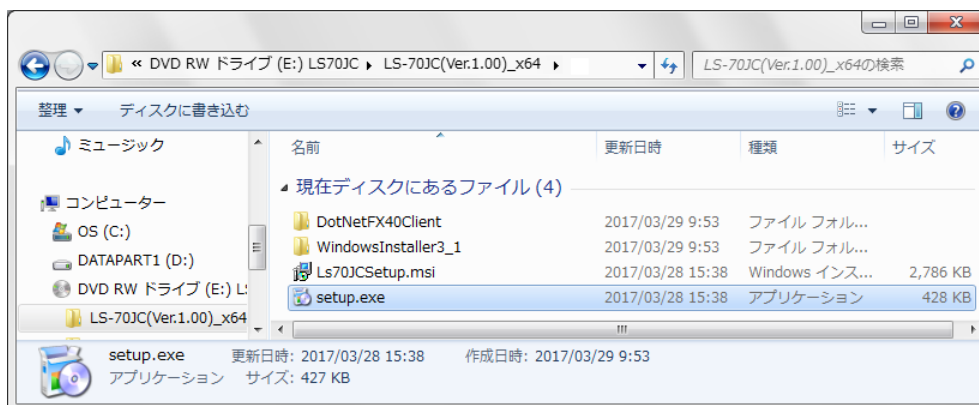 « DVD RW ドライブ (E:) LS70JC ▸ LS-70JC(Ver.1.00)_x64 ▸
LS-70JC(Ver.1.00)_x64の検索
整理 ▼ ディスクに書き込む
ミュージック
コンピューター
OS (C:)
DATAPART1 (D:)
DVD RW ドライブ (E:)
LS-70JC(Ver.1.00)_x64
名前 更新日時 種類 サイズ
現在ディスクにあるファイル (4)
DotNetFX40Client 2017/03/29 9:53 ファイル フォル...
WindowsInstaller3_1 2017/03/29 9:53 ファイル フォル...
Ls70JCSetup.msi 2017/03/28 15:38 Windows インス... 2,786 KB
setup.exe 2017/03/28 15:38 アプリケーション 428 KB
setup.exe 更新日時: 2017/03/28 15:38 作成日時: 2017/03/29 9:53
アプリケーション サイズ: 427 KB